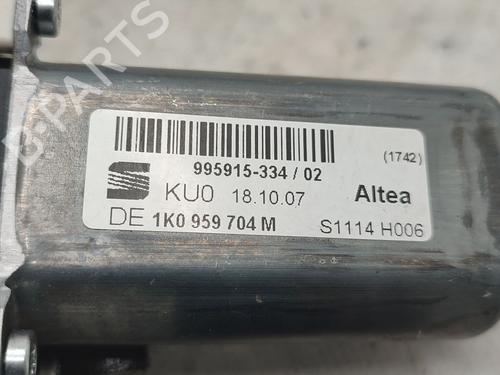 B-PARTS
995915-334 / 02
(1742)
KU0 18.10.07 Altea
DE 1K0 959 704 M S1114 H006